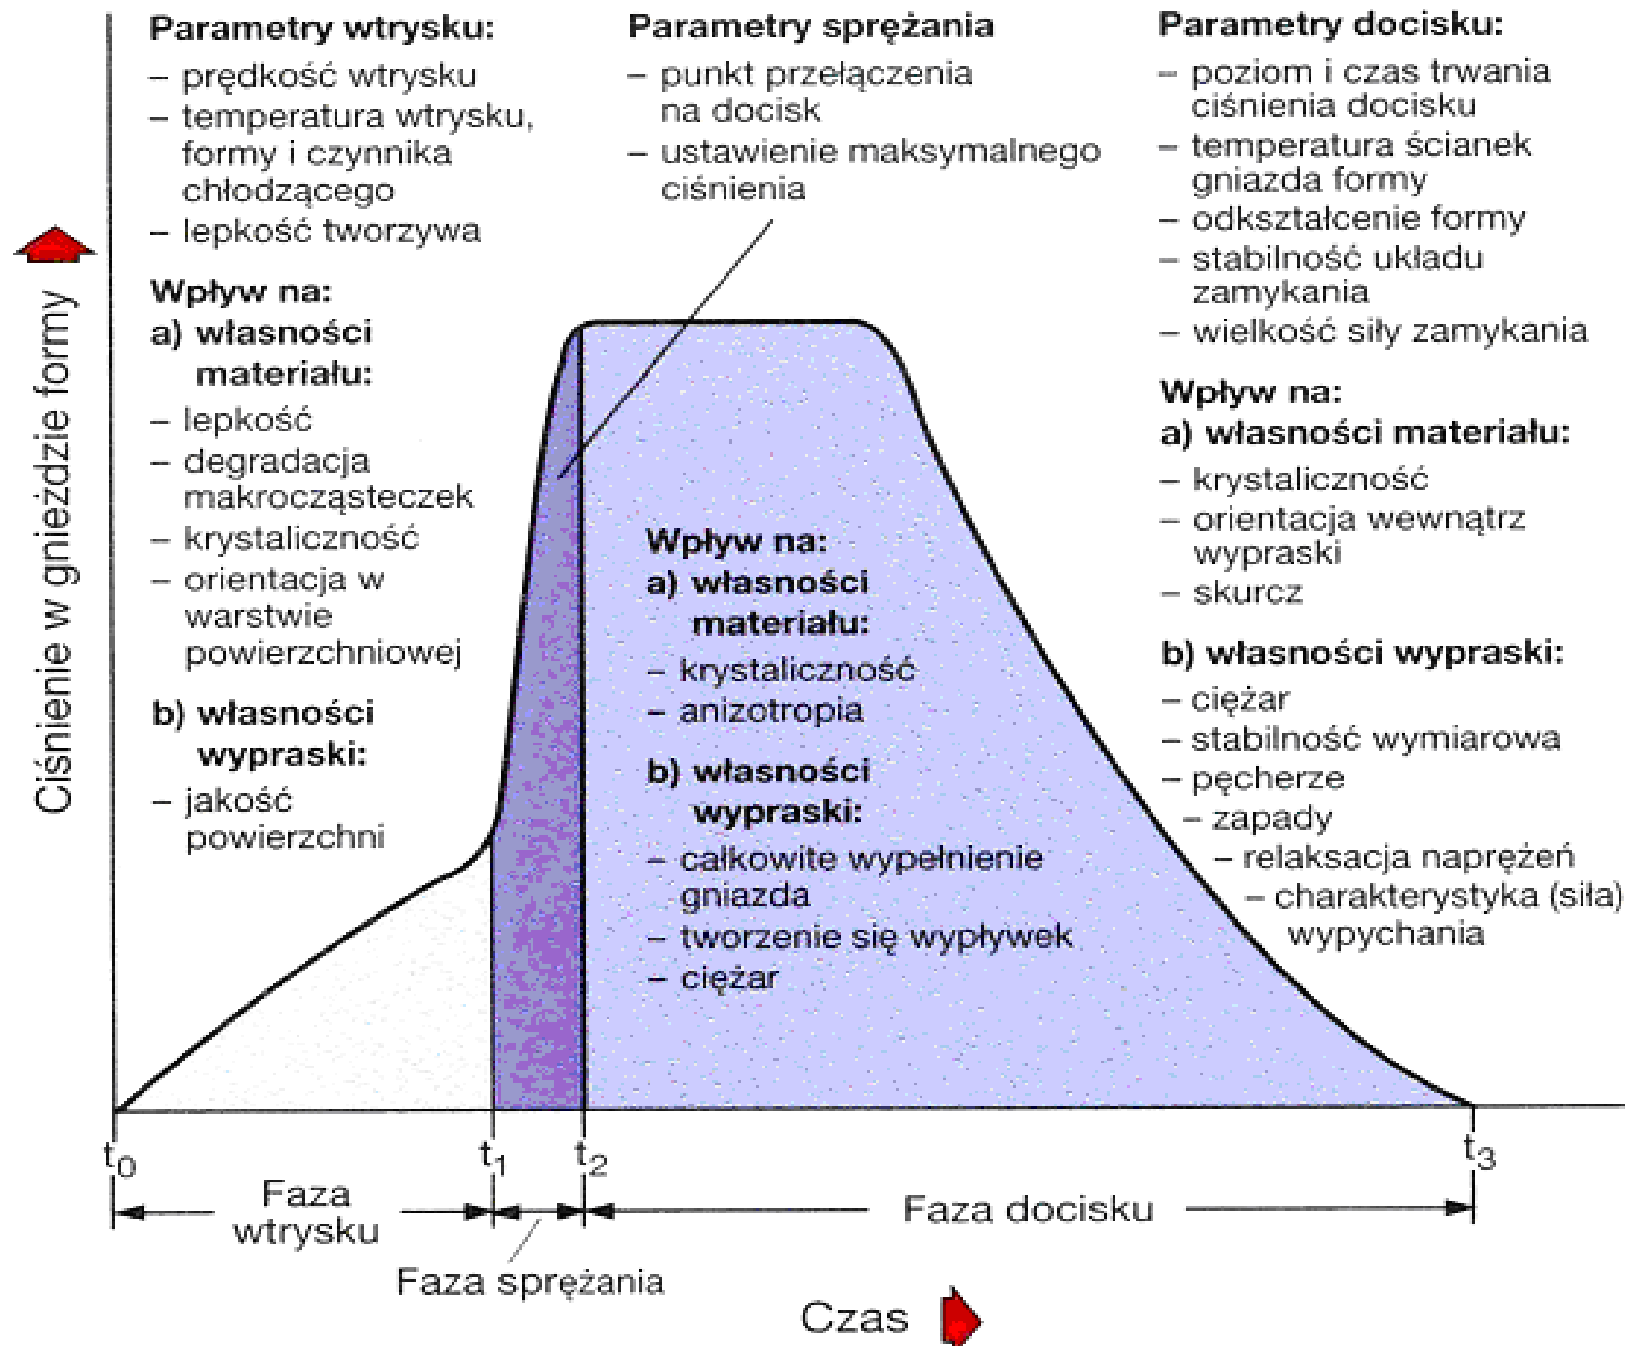 Parametry wtrysku:
– prędkość wtrysku
– temperatura wtrysku,
formy i czynnika
chłodzącego
– lepkość tworzywa
Wpływ na:
a) własności
materiału:
– lepkość
– degradacja
makrocząsteczek
– krystaliczność
– orientacja w
warstwie
powierzchniowej
b) własności
wypraski:
– jakość
powierzchni
Parametry sprężania
– punkt przełączenia
na docisk
– ustawienie maksymalnego
ciśnienia
Wpływ na:
a) własności
materiału:
– krystaliczność
– anizotropia
b) własności
wypraski:
– całkowite wypełnienie
gniazda
– tworzenie się wypływek
– ciężar
Parametry docisku:
– poziom i czas trwania
ciśnienia docisku
– temperatura ścianek
gniazda formy
– odkształcenie formy
– stabilność układu
zamykania
– wielkość siły zamykania
Wpływ na:
a) własności materiału:
– krystaliczność
– orientacja wewnątrz
wypraski
– skurcz
b) własności wypraski:
– ciężar
– stabilność wymiarowa
– pęcherze
– zapady
– relaksacja naprężeń
– charakterystyka (siła)
wypychania
Ciśnienie w gnieździe formy
t0
t1
t2
t3
Faza
wtrysku
Faza sprężania
Faza docisku
Czas